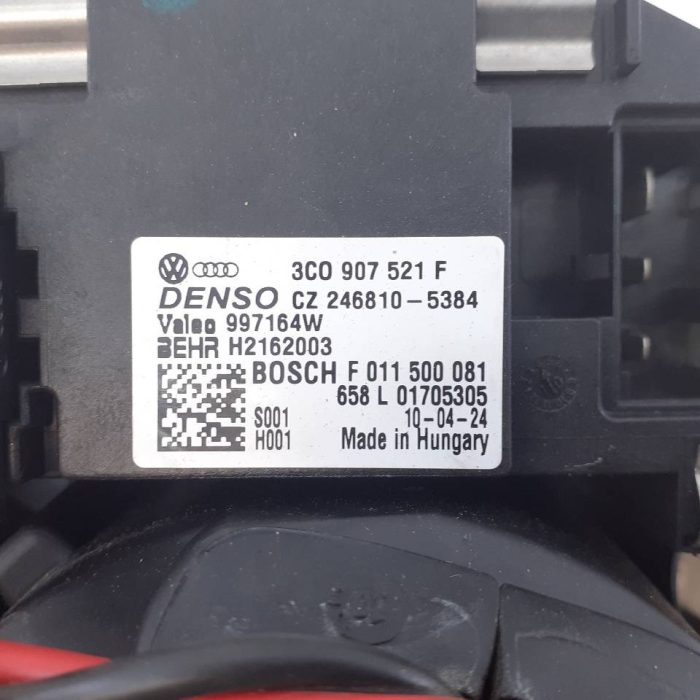 3C0 907 521 F
DENSO CZ 246810-5384
Valeo 997164W
BEHR H2162003
BOSCH F 011 500 081
658 L 01705305
S001 10-04-24
H001 Made in Hungary